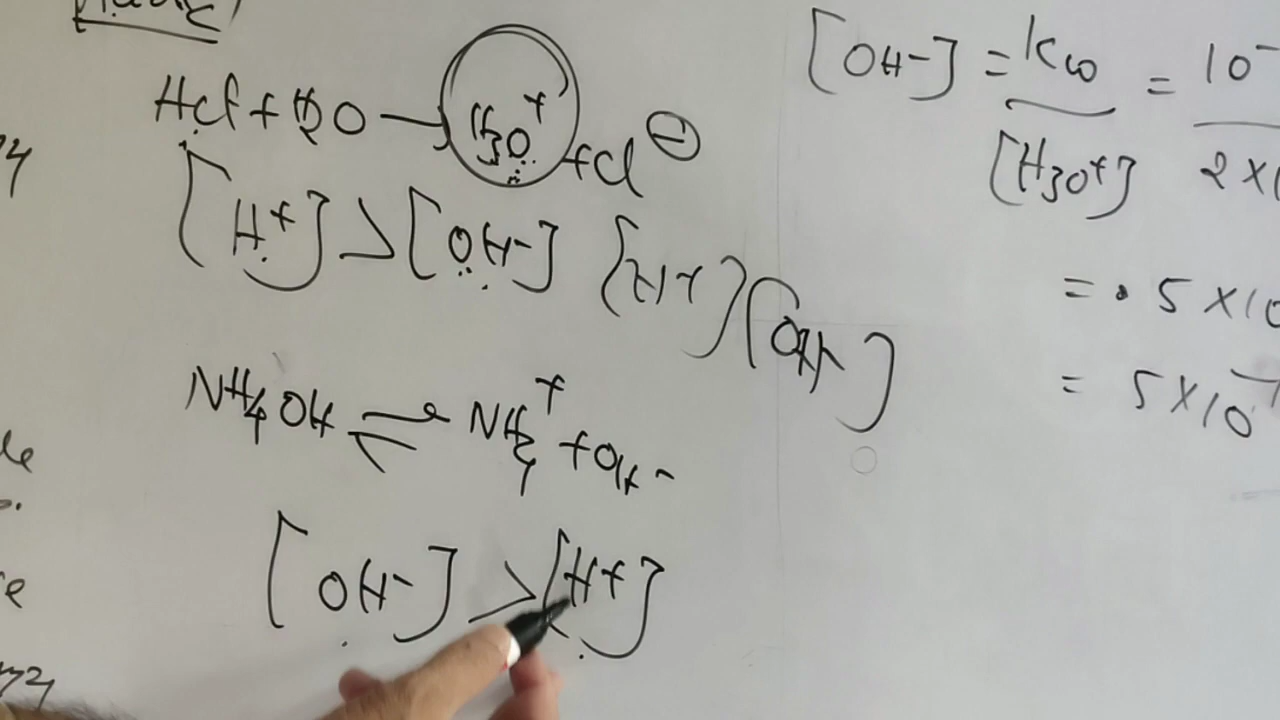 HCl + H2O → H3O+ + Cl⊖
[H+] > [OH-] [H+] [OH-]
NH4OH ⇌ NH4+ + OH-
[OH-] > [H+]
[OH-] = Kw / [H3O+] = 10- / 2 X
= .5 X 10
= 5 X 10-